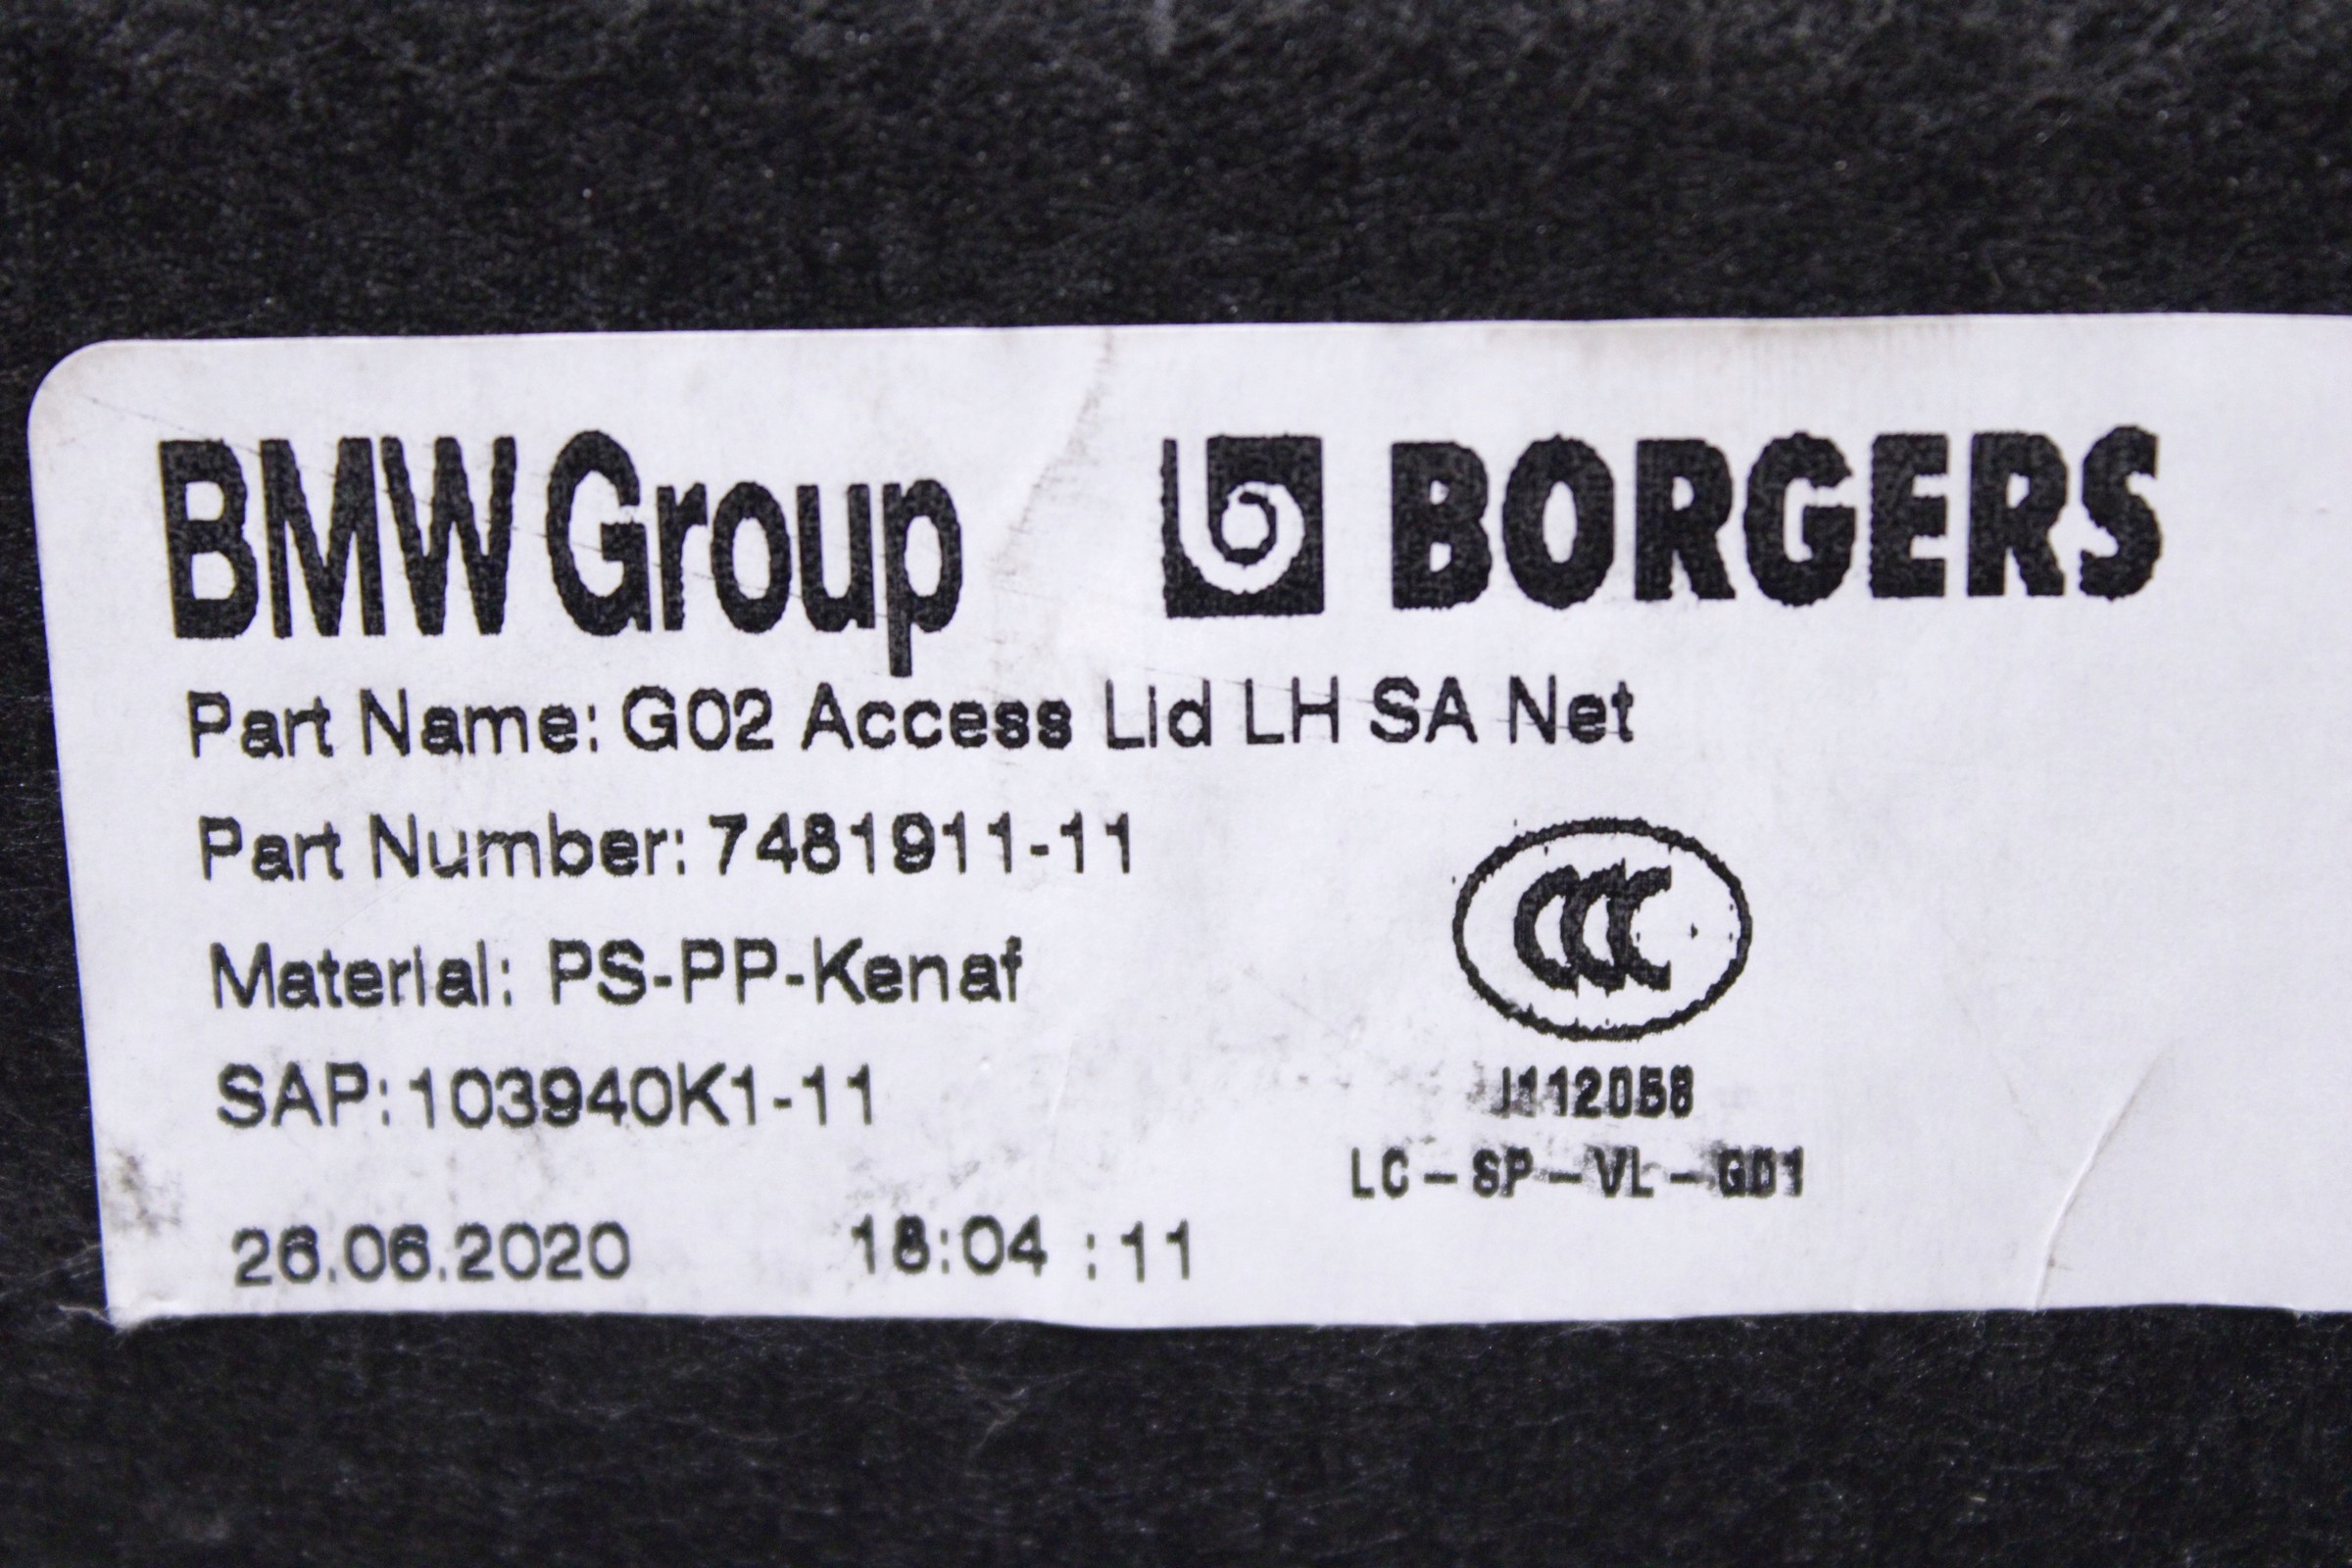 BMW Group BORGERS
Part Name: G02 Access Lid LH SA Net
Part Number: 7481911-11
Material: PS-PP-Kenaf
CCC
SAP:103940K1-11
LC-SP-VL-G01
26.06.2020 18:04 :11